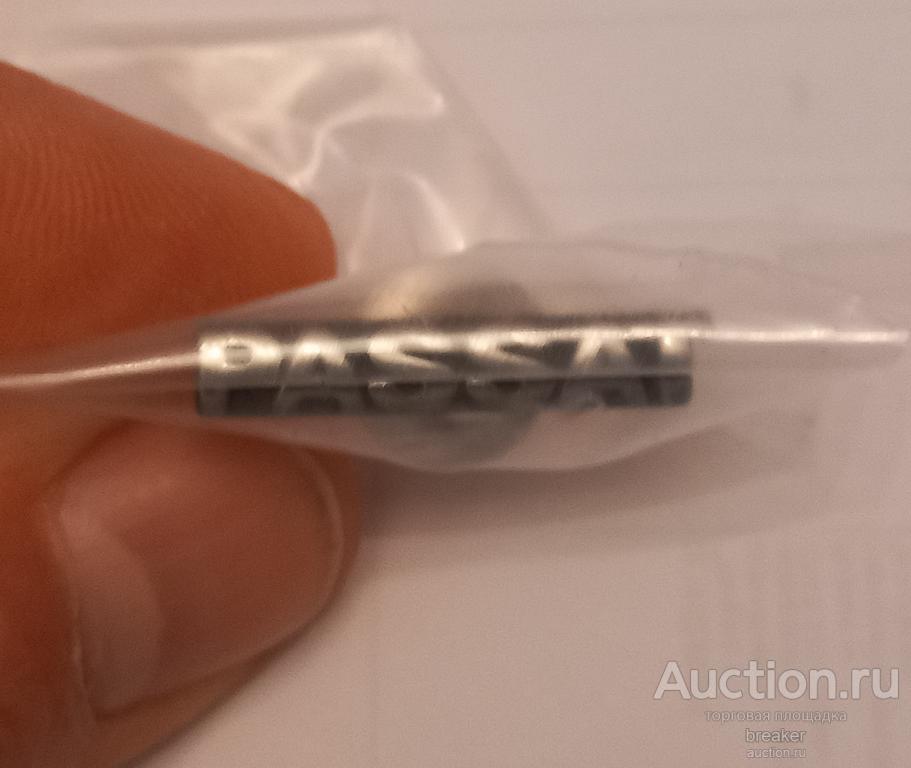 PASSAT
Auction.ru
торговая площадка
breaker
auction.ru